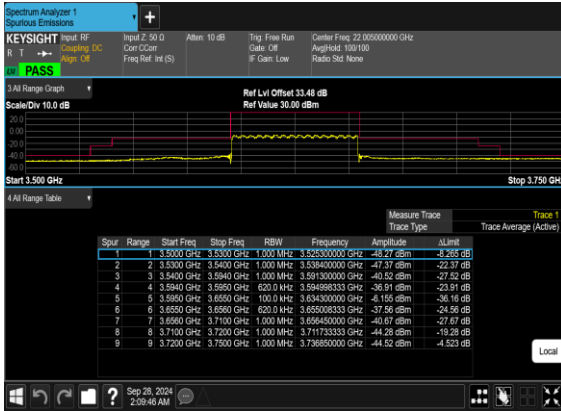 Spectrum Analyzer 1
Spurious Emissions
+
KEYSIGHT Input: RF Input Z: 50 Ω Atten: 10 dB Trig: Free Run Center Freq: 22.005000000 GHz
R T Coupling: DC Corr CCorr Gate: Off Avg|Hold: 100/100
Align: Off Freq Ref: Int (S) IF Gain: Low Radio Std: None
PASS
3 All Range Graph Ref Lvl Offset 33.48 dB
Scale/Div 10.0 dB Ref Value 30.00 dBm
20.0
0.00
-20.0
-40.0
-60.0
Start 3.500 GHz Stop 3.750 GH
4 All Range Table
Measure Trace Trace 1
Trace Type Trace Average (Active)
Spur Range Start Freq Stop Freq RBW Frequency Amplitude ΔLimit
1 1 3.5000 GHz 3.5300 GHz 1.000 MHz 3.525300000 GHz -48.27 dBm -8.265 dB
2 2 3.5300 GHz 3.5400 GHz 1.000 MHz 3.538400000 GHz -47.37 dBm -22.37 dB
3 3 3.5400 GHz 3.5940 GHz 1.000 MHz 3.591300000 GHz -40.52 dBm -27.52 dB
4 4 3.5940 GHz 3.5950 GHz 620.0 kHz 3.594998333 GHz -36.91 dBm -23.91 dB
5 5 3.5950 GHz 3.6550 GHz 100.0 kHz 3.634300000 GHz -6.155 dBm -36.16 dB
6 6 3.6550 GHz 3.6560 GHz 620.0 kHz 3.655008333 GHz -37.56 dBm -24.56 dB
7 7 3.6560 GHz 3.7100 GHz 1.000 MHz 3.656450000 GHz -40.67 dBm -27.67 dB
8 8 3.7100 GHz 3.7200 GHz 1.000 MHz 3.711733333 GHz -44.28 dBm -19.28 dB
9 9 3.7200 GHz 3.7500 GHz 1.000 MHz 3.736850000 GHz -44.52 dBm -4.523 dB
Local
? Sep 28, 2024
2:09:46 AM